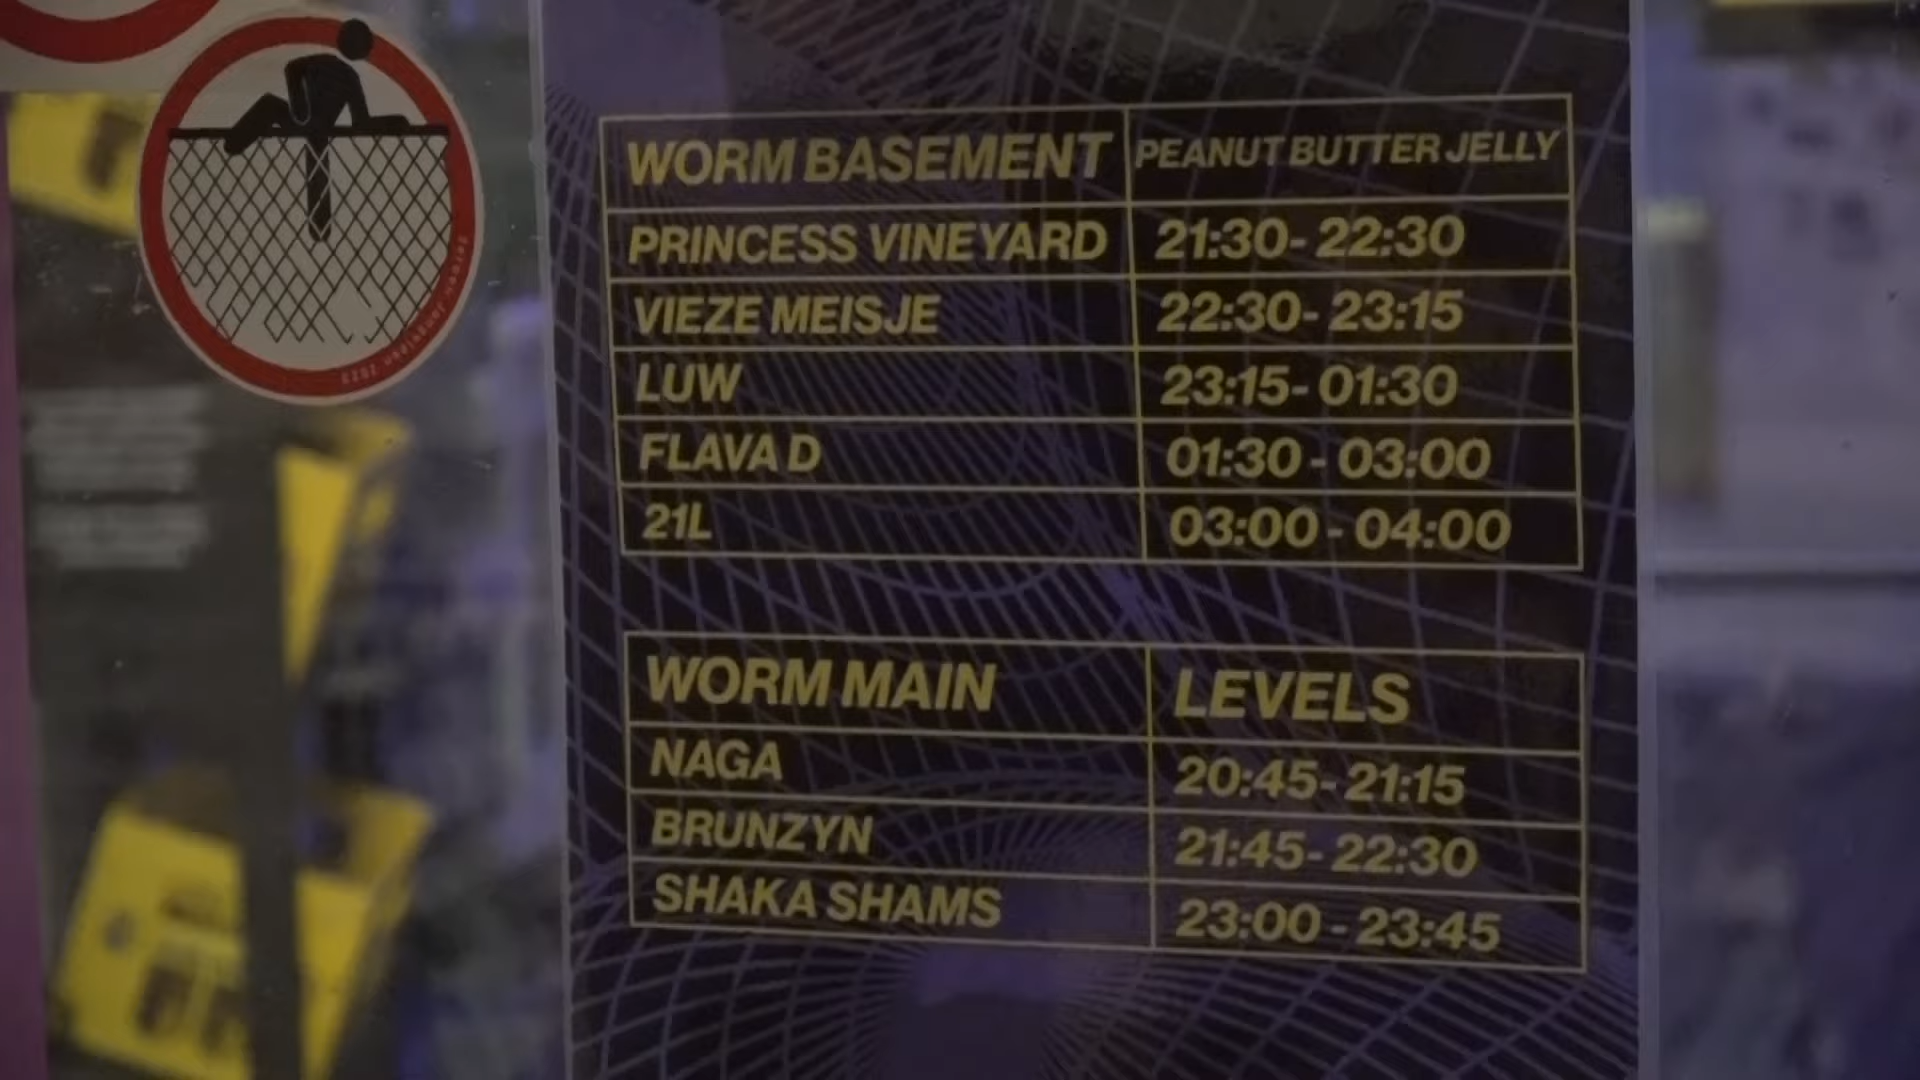 WORM BASEMENT PEANUT BUTTER JELLY
PRINCESS VINEYARD 21:30- 22:30
VIEZE MEISJE 22:30- 23:15
LUW 23:15- 01:30
FLAVA D 01:30 - 03:00
21L 03:00 - 04:00
WORM MAIN LEVELS
NAGA 20:45- 21:15
BRUNZYN 21:45- 22:30
SHAKA SHAMS 23:00 - 23:45